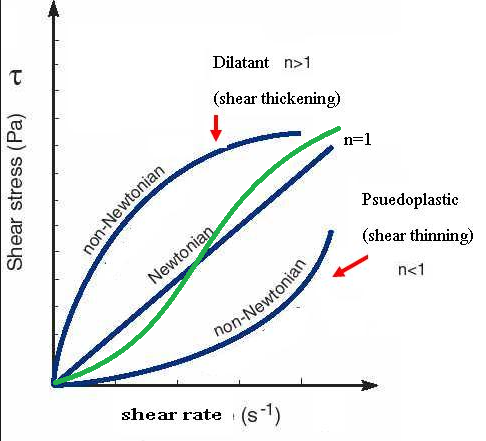 Dilatant n>1
(shear thickening)
τ
n=1
Shear stress (Pa)
non-Newtonian
Newtonian
non-Newtonian
Psuedoplastic
(shear thinning)
n<1
shear rate (s⁻¹)